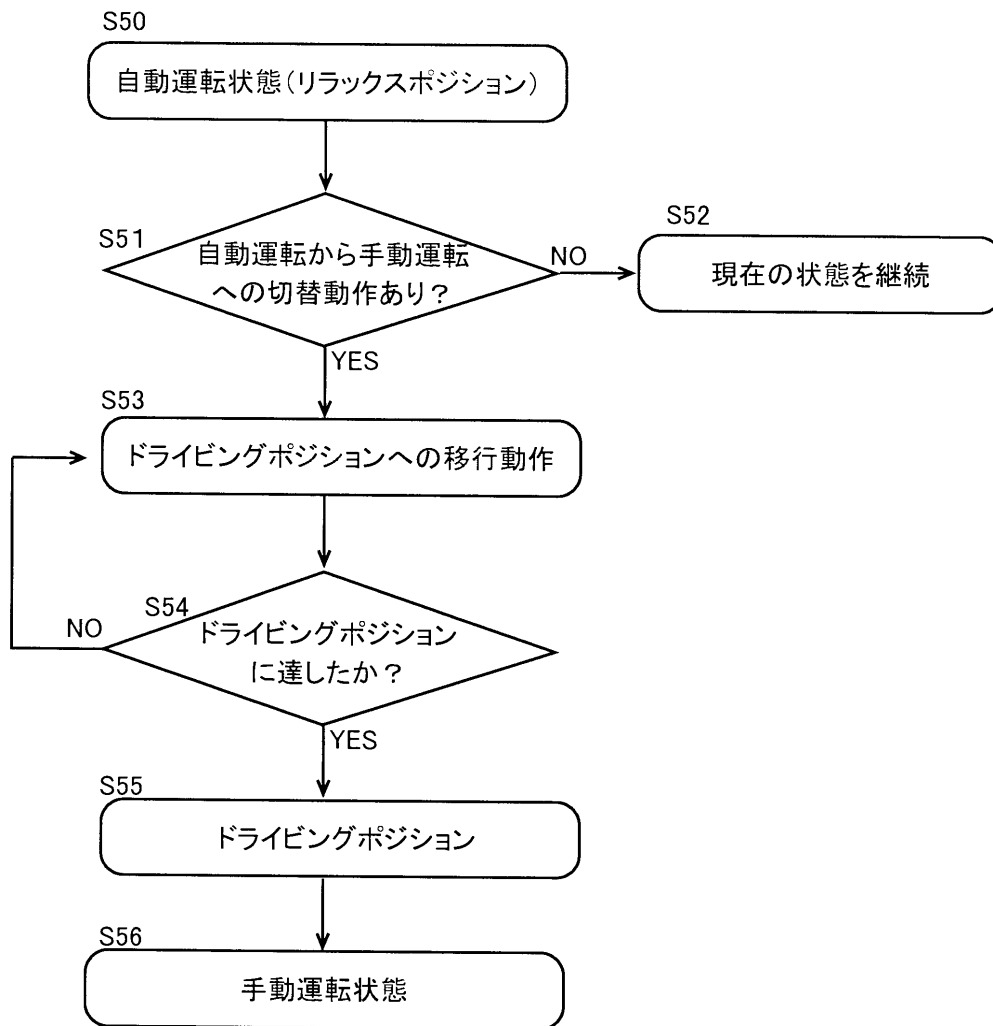 S50
自動運転状態(リラックスポジション)
S51
自動運転から手動運転
への切替動作あり?
NO
S52
現在の状態を継続
YES
S53
ドライビングポジションへの移行動作
S54
ドライビングポジション
に達したか?
NO
YES
S55
ドライビングポジション
S56
手動運転状態